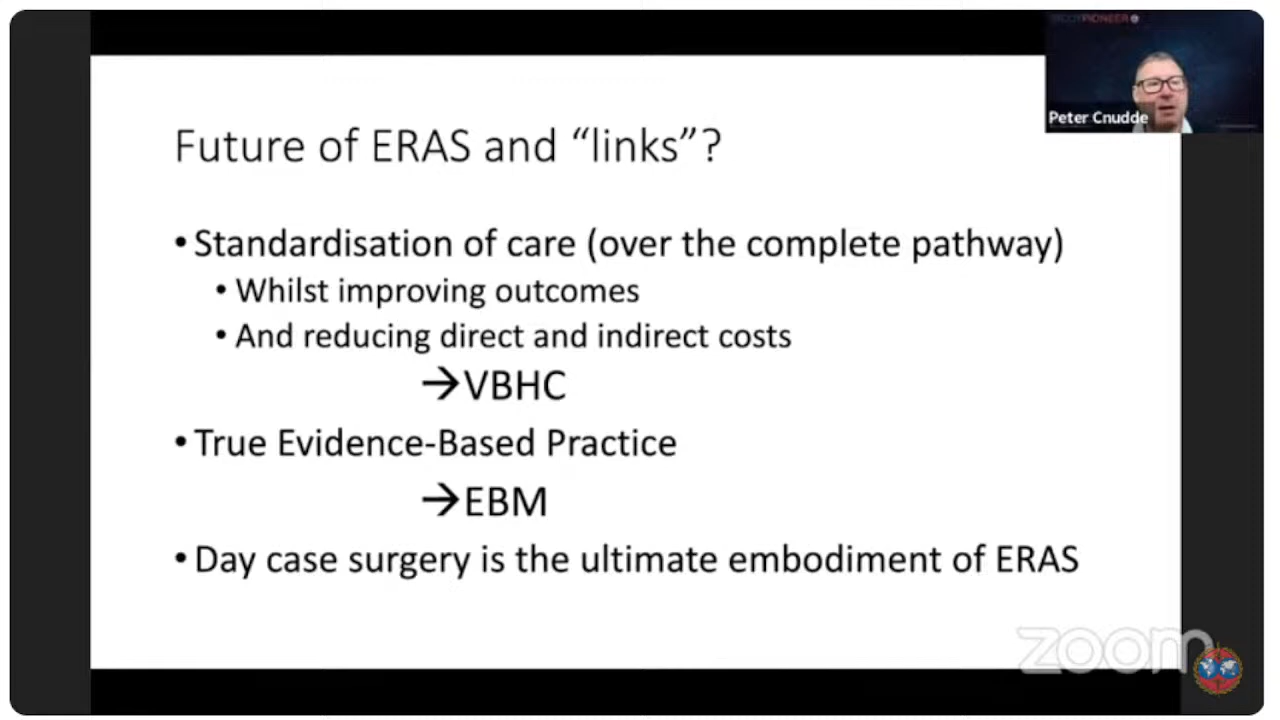 PIONEER
Peter Cnudde
Future of ERAS and “links”?
• Standardisation of care (over the complete pathway)
• Whilst improving outcomes
• And reducing direct and indirect costs
→VBHC
• True Evidence-Based Practice
→EBM
• Day case surgery is the ultimate embodiment of ERAS
zoom